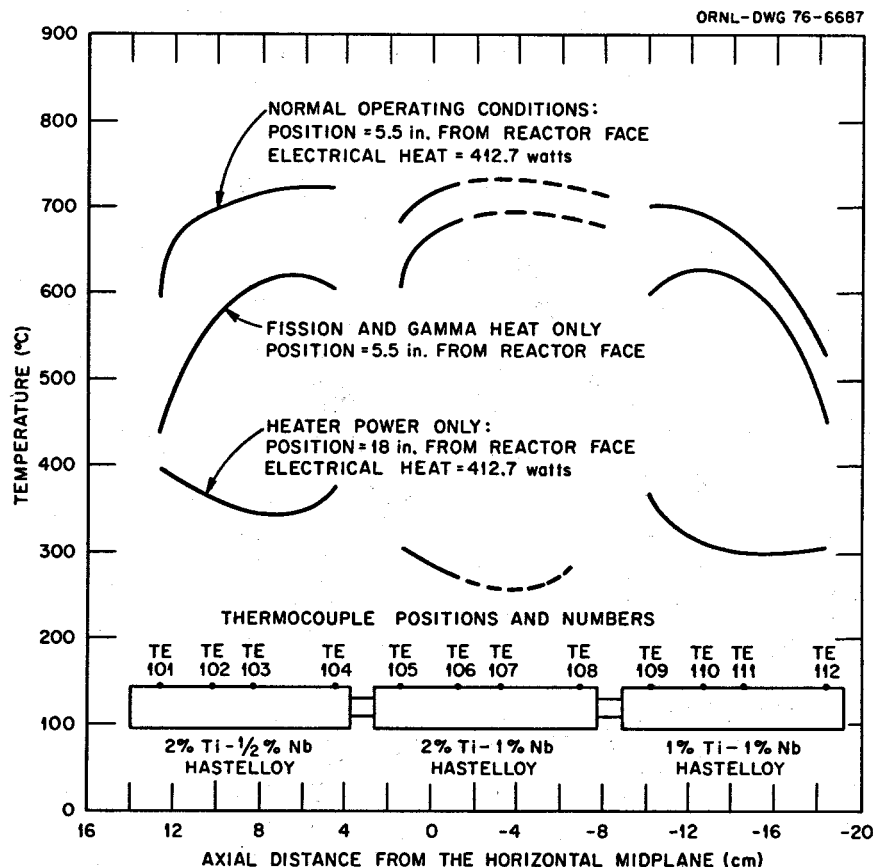 ORNL-DWG 76-6687
900
800
700
600
500
400
300
200
100
0
TEMPERATURE (°C)
NORMAL OPERATING CONDITIONS:
POSITION = 5.5 in. FROM REACTOR FACE
ELECTRICAL HEAT = 412.7 watts
FISSION AND GAMMA HEAT ONLY
POSITION = 5.5 in. FROM REACTOR FACE
HEATER POWER ONLY:
POSITION = 18 in. FROM REACTOR FACE
ELECTRICAL HEAT = 412.7 watts
THERMOCOUPLE POSITIONS AND NUMBERS
TE TE TE TE TE TE TE TE TE TE TE TE
101 102 103 104 105 106 107 108 109 110 111 112
2% Ti-1/2% Nb
HASTELLOY
2% Ti-1% Nb
HASTELLOY
1% Ti-1% Nb
HASTELLOY
16 12 8 4 0 -4 -8 -12 -16 -20
AXIAL DISTANCE FROM THE HORIZONTAL MIDPLANE (cm)